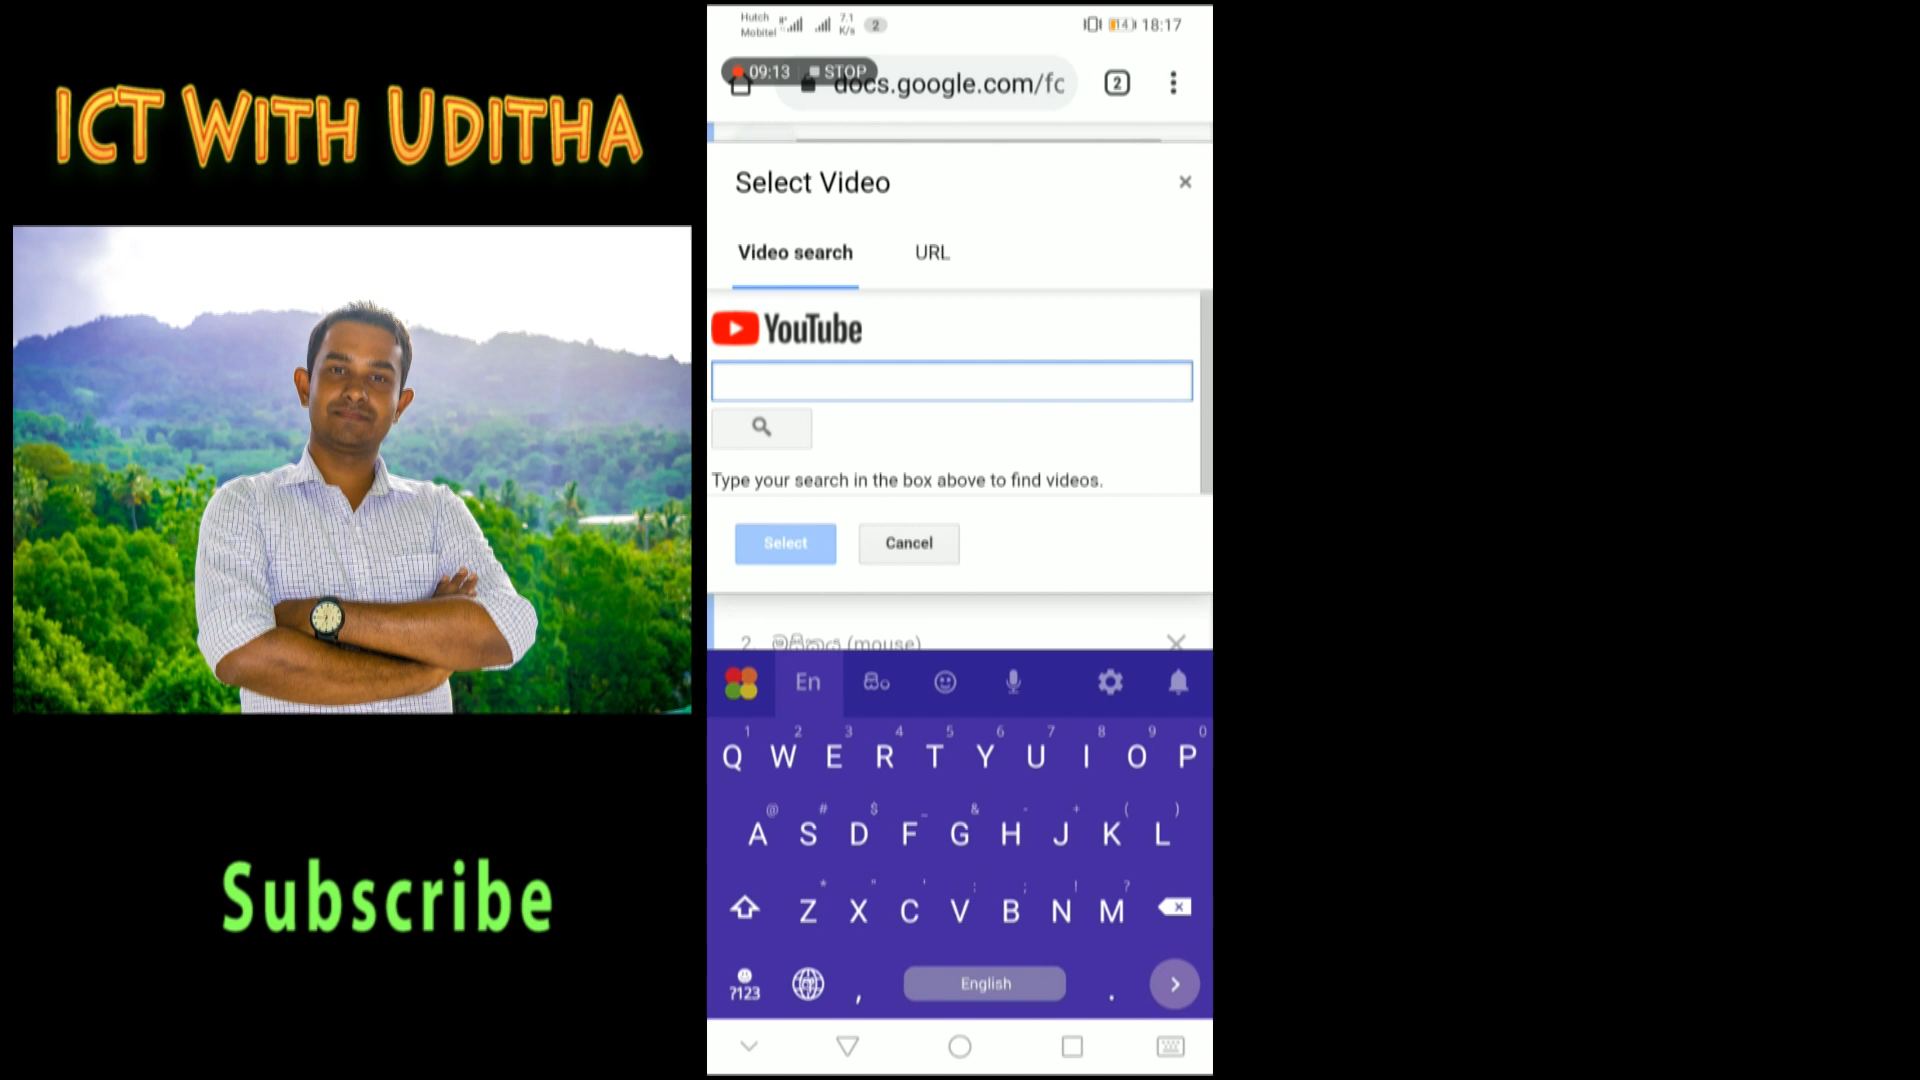 ICT WITH UDITHA
Subscribe
Hutch
Mobitel
7.1
K/s
2
14
18:17
09:13 STOP
docs.google.com/fc
2
Select Video
×
Video search URL
YouTube
Type your search in the box above to find videos.
Select Cancel
2. මූසිකය (mouse)
En සිං
1 2 3 4 5 6 7 8 9 0
Q W E R T Y U I O P
@ # $ _ & - + ( )
A S D F G H J K L
* " ' : ; ! ?
Z X C V B N M
?123 , English .